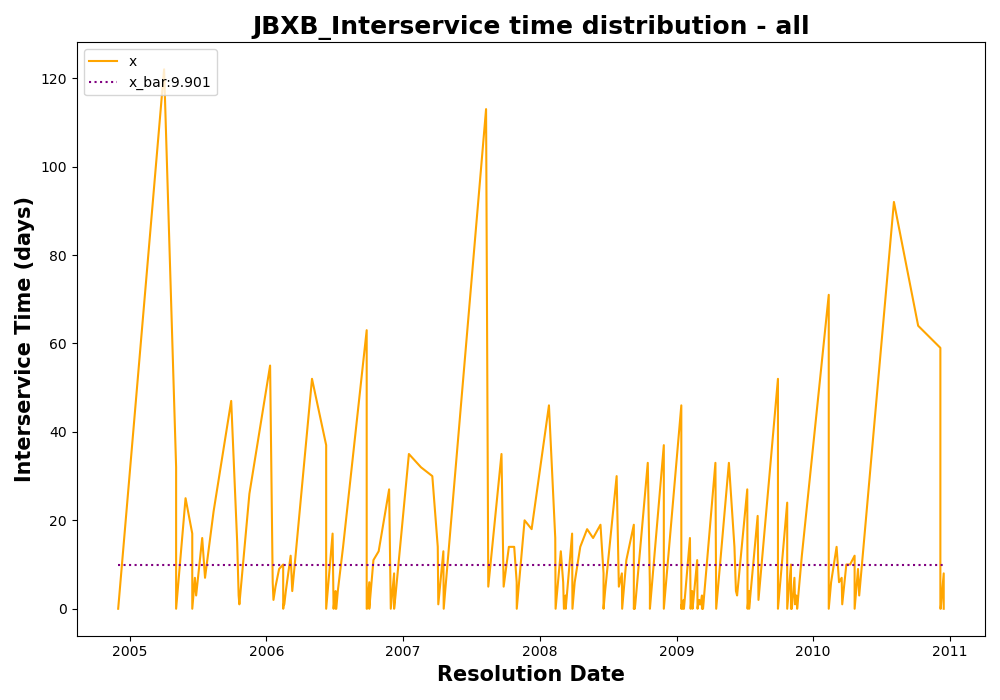 JBXB_Interservice time distribution - all
x
x_bar:9.901
120
100
80
60
40
20
0
Interservice Time (days)
2005 2006 2007 2008 2009 2010 2011
Resolution Date